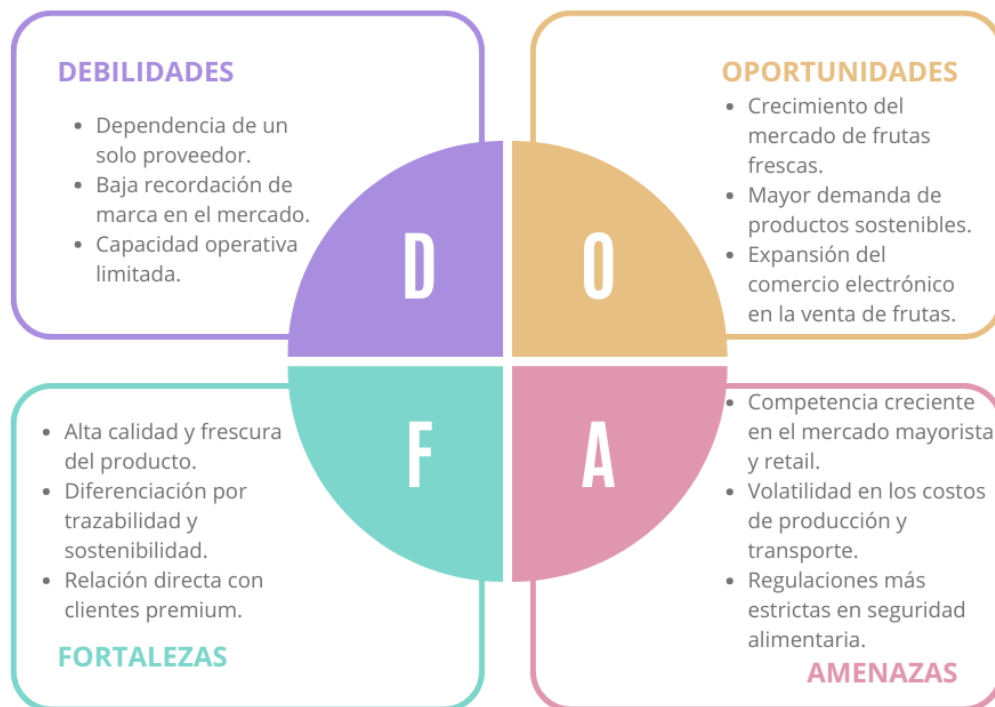 DEBILIDADES
• Dependencia de un
solo proveedor.
• Baja recordación de
marca en el mercado.
• Capacidad operativa
limitada.
OPORTUNIDADES
• Crecimiento del
mercado de frutas
frescas.
• Mayor demanda de
productos sostenibles.
• Expansión del
comercio electrónico
en la venta de frutas.
D
O
F
A
• Alta calidad y frescura
del producto.
• Diferenciación por
trazabilidad y
sostenibilidad.
• Relación directa con
clientes premium.
FORTALEZAS
• Competencia creciente
en el mercado mayorista
y retail.
• Volatilidad en los costos
de producción y
transporte.
• Regulaciones más
estrictas en seguridad
alimentaria.
AMENAZAS